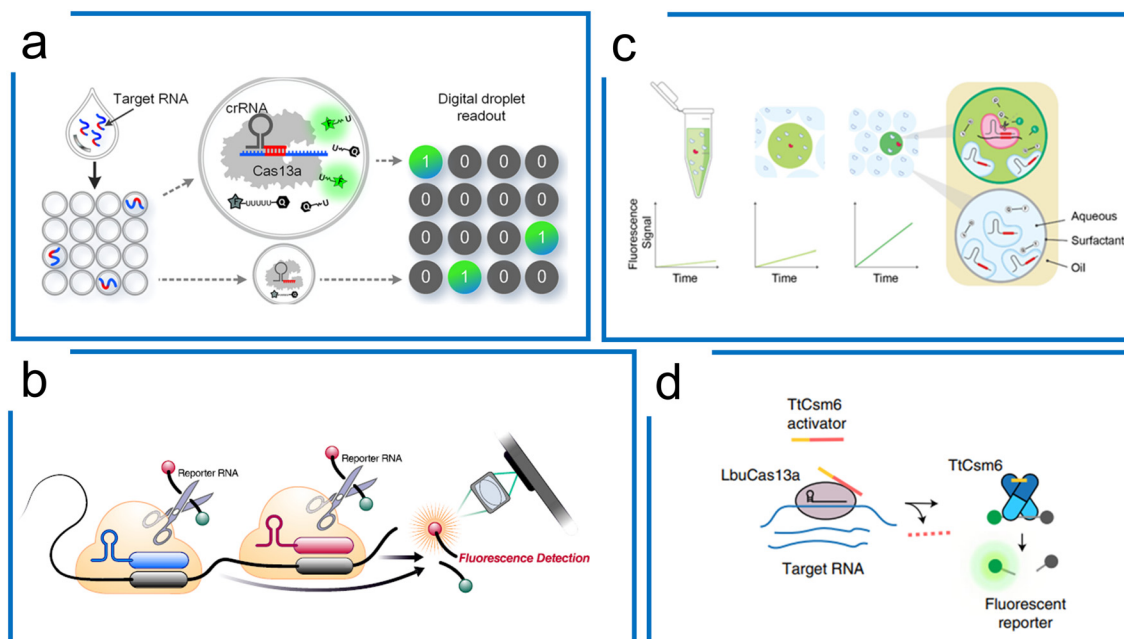 a
Target RNA
crRNA
Cas13a
F
U
U
Q
U
F
U
Q
F
UUUUU
Q
Q
U
Digital droplet
readout
1 0 0 0
0 0 0 0
0 0 0 1
0 1 0 0
c
Fluorescence
Signal
Time
Time
Time
Aqueous
Surfactant
Oil
b
Reporter RNA
Reporter RNA
Fluorescence Detection
d
TtCsm6
activator
LbuCas13a
TtCsm6
Target RNA
Fluorescent
reporter